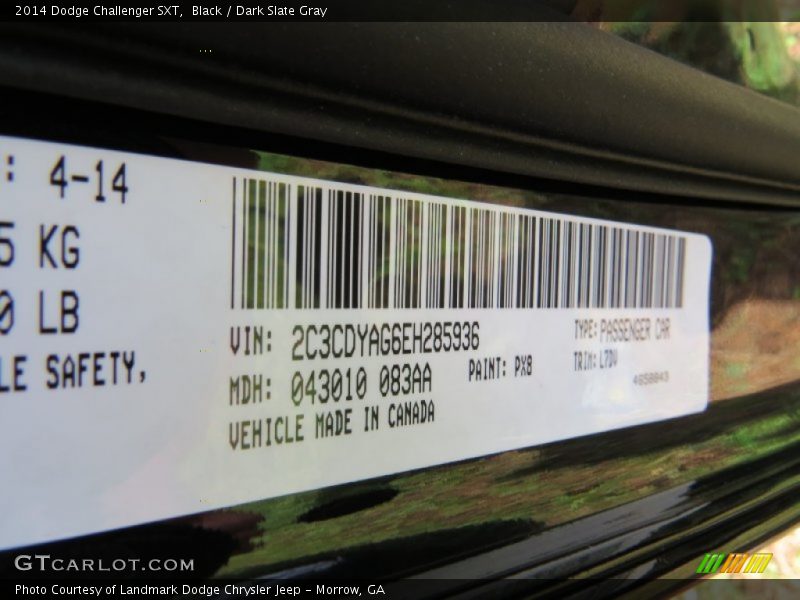 2014 Dodge Challenger SXT,  Black / Dark Slate Gray
: 4-14
5 KG
0 LB
LE SAFETY,
VIN: 2C3CDYAG6EH285936
TYPE: PASSENGER CAR
MDH: 043010 083AA
PAINT: PX8
TRIM: L7DV
4658843
VEHICLE MADE IN CANADA
GTCARLOT.COM
Photo Courtesy of Landmark Dodge Chrysler Jeep - Morrow, GA